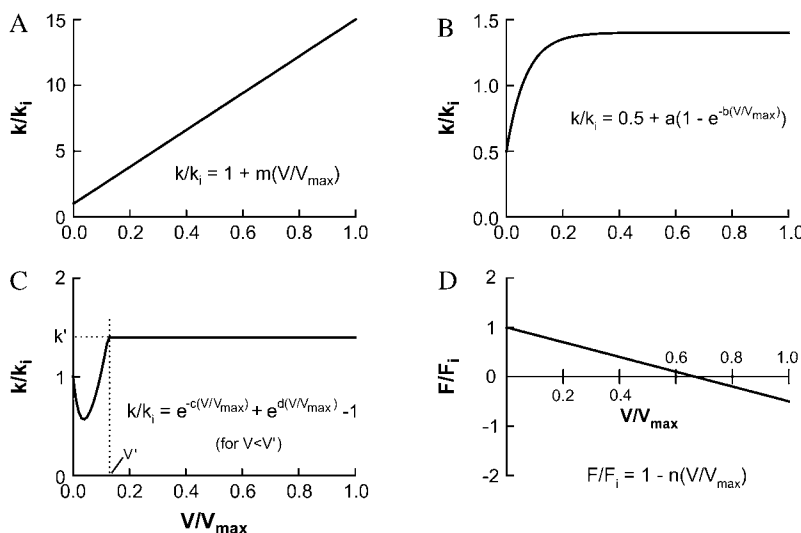 A
15
10
5
0
k/ki
k/ki = 1 + m(V/Vmax)
0.0 0.2 0.4 0.6 0.8 1.0
B
1.5
1.0
0.5
0.0
k/ki
k/ki = 0.5 + a(1 - e-b(V/Vmax))
0.0 0.2 0.4 0.6 0.8 1.0
C
2
k'
1
0
k/ki
k/ki = e-c(V/Vmax) + ed(V/Vmax) -1
(for V<V')
V'
0.0 0.2 0.4 0.6 0.8 1.0
V/Vmax
D
2
1
0
-1
-2
F/Fi
0.6 0.8 1.0
0.2 0.4
V/Vmax
F/Fi = 1 - n(V/Vmax)